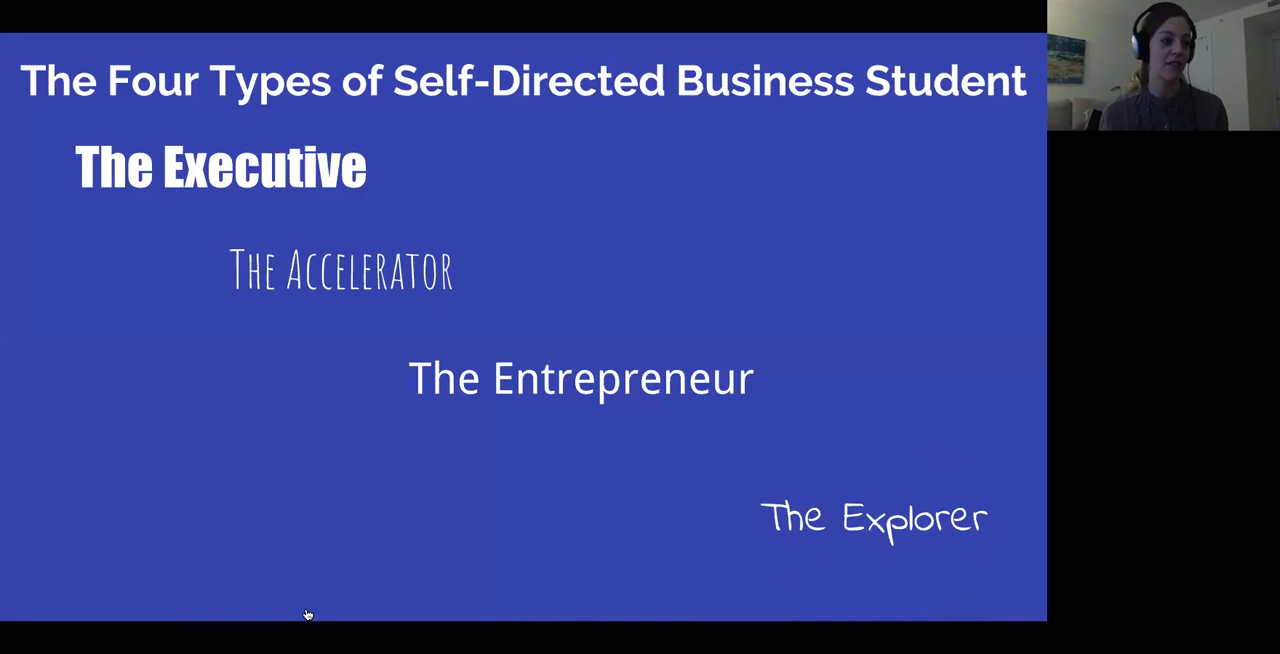 The Four Types of Self-Directed Business Student
The Executive
The Accelerator
The Entrepreneur
The Explorer